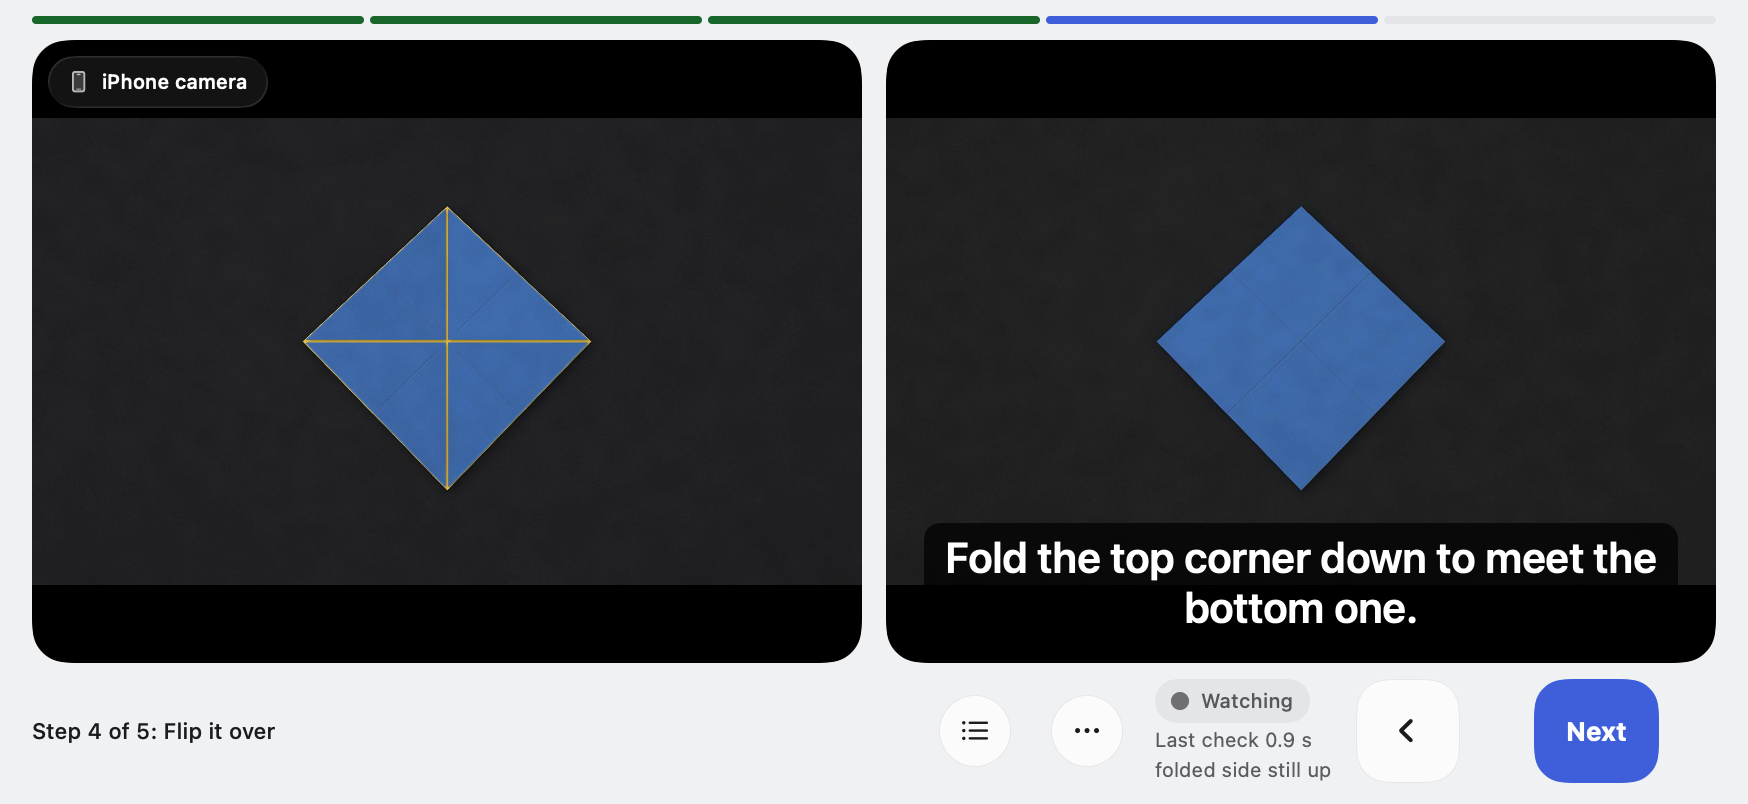 iPhone camera
Fold the top corner down to meet the
bottom one.
Step 4 of 5: Flip it over
Watching
Last check 0.9 s
folded side still up
Next